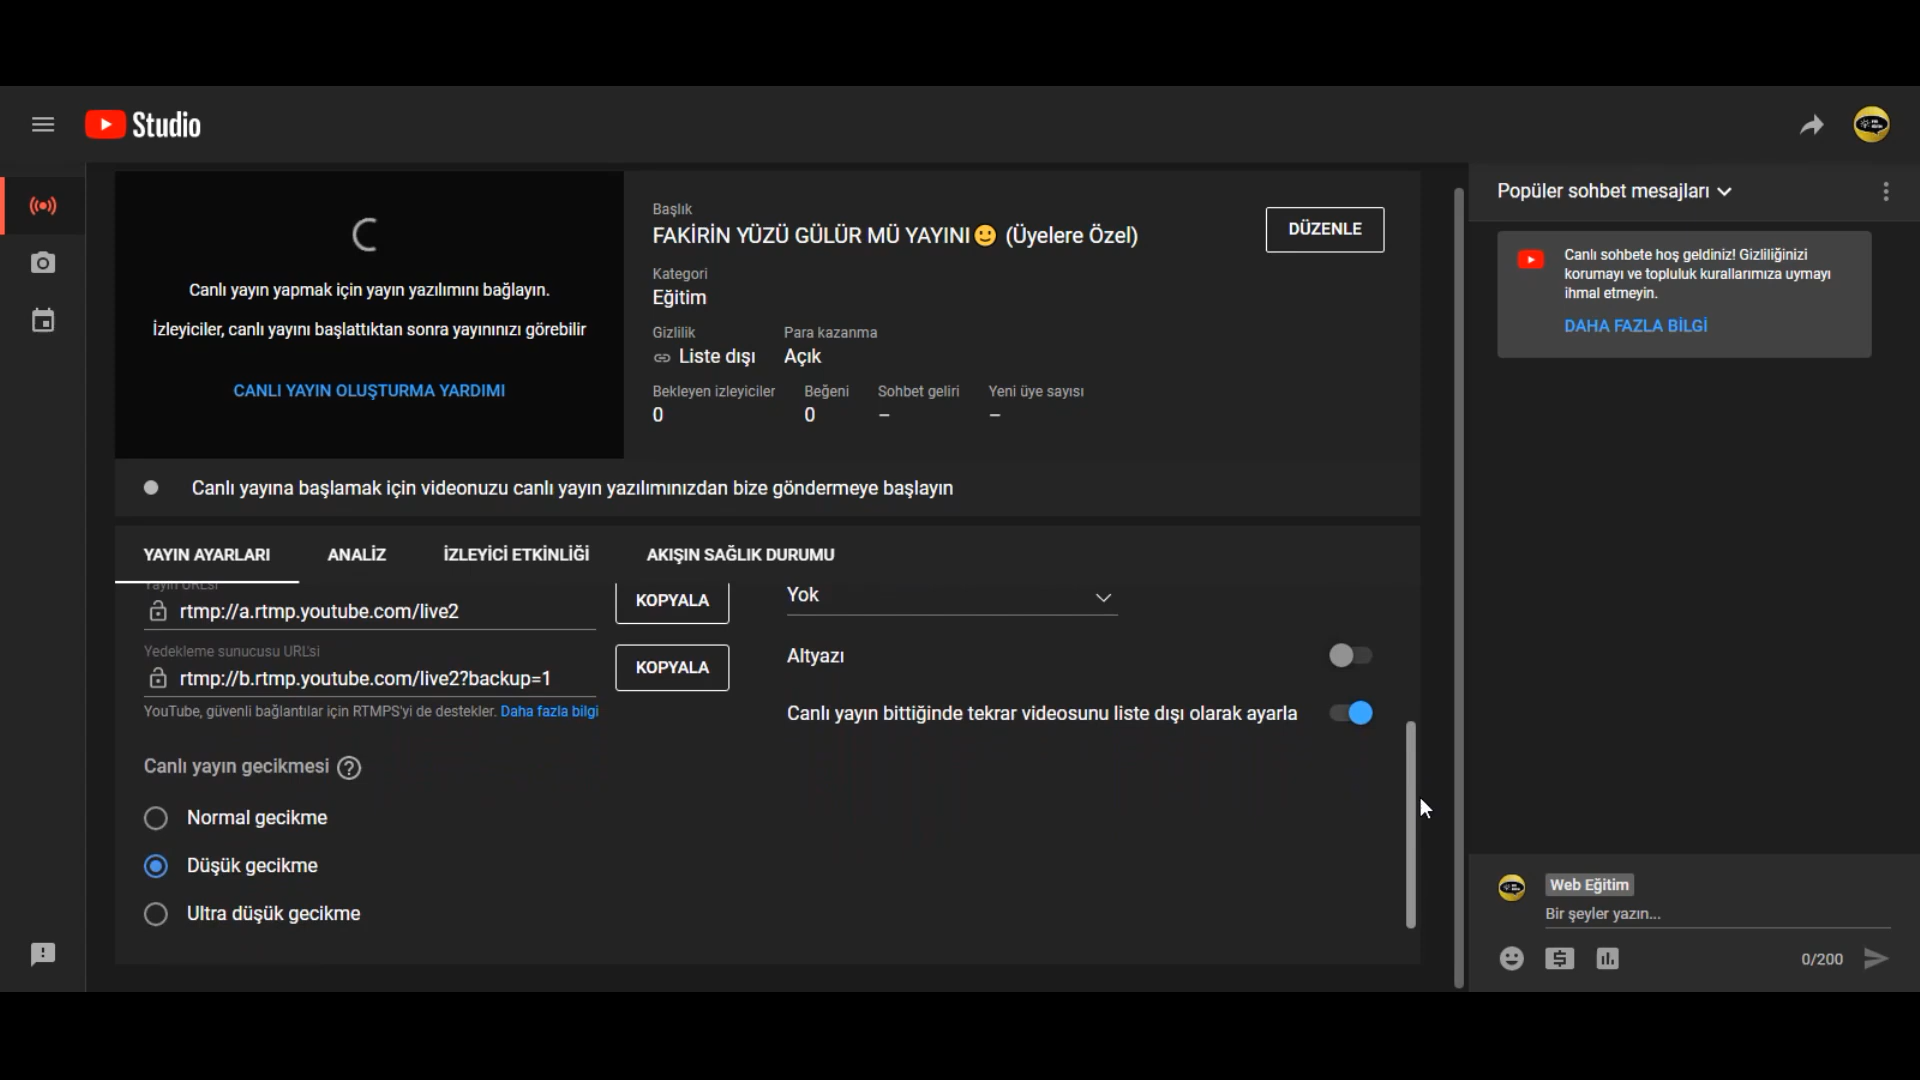 Studio
Canlı yayın yapmak için yayın yazılımını bağlayın.
İzleyiciler, canlı yayını başlattıktan sonra yayınınızı görebilir
CANLI YAYIN OLUŞTURMA YARDIMI
Başlık
FAKİRİN YÜZÜ GÜLÜR MÜ YAYINI🙂 (Üyelere Özel)
DÜZENLE
Kategori
Eğitim
Gizlilik Para kazanma
Liste dışı Açık
Bekleyen izleyiciler Beğeni Sohbet geliri Yeni üye sayısı
0 0 – –
Canlı yayına başlamak için videonuzu canlı yayın yazılımınızdan bize göndermeye başlayın
YAYIN AYARLARI ANALİZ İZLEYİCİ ETKİNLİĞİ AKIŞIN SAĞLIK DURUMU
Yayın URL'si
rtmp://a.rtmp.youtube.com/live2
KOPYALA
Yedekleme sunucusu URL'si
rtmp://b.rtmp.youtube.com/live2?backup=1
KOPYALA
YouTube, güvenli bağlantılar için RTMPS'yi de destekler. Daha fazla bilgi
Canlı yayın gecikmesi ?
Normal gecikme
Düşük gecikme
Ultra düşük gecikme
Yok
Altyazı
Canlı yayın bittiğinde tekrar videosunu liste dışı olarak ayarla
Popüler sohbet mesajları
Canlı sohbete hoş geldiniz! Gizliliğinizi
korumayı ve topluluk kurallarımıza uymayı
ihmal etmeyin.
DAHA FAZLA BİLGİ
Web Eğitim
Bir şeyler yazın...
0/200